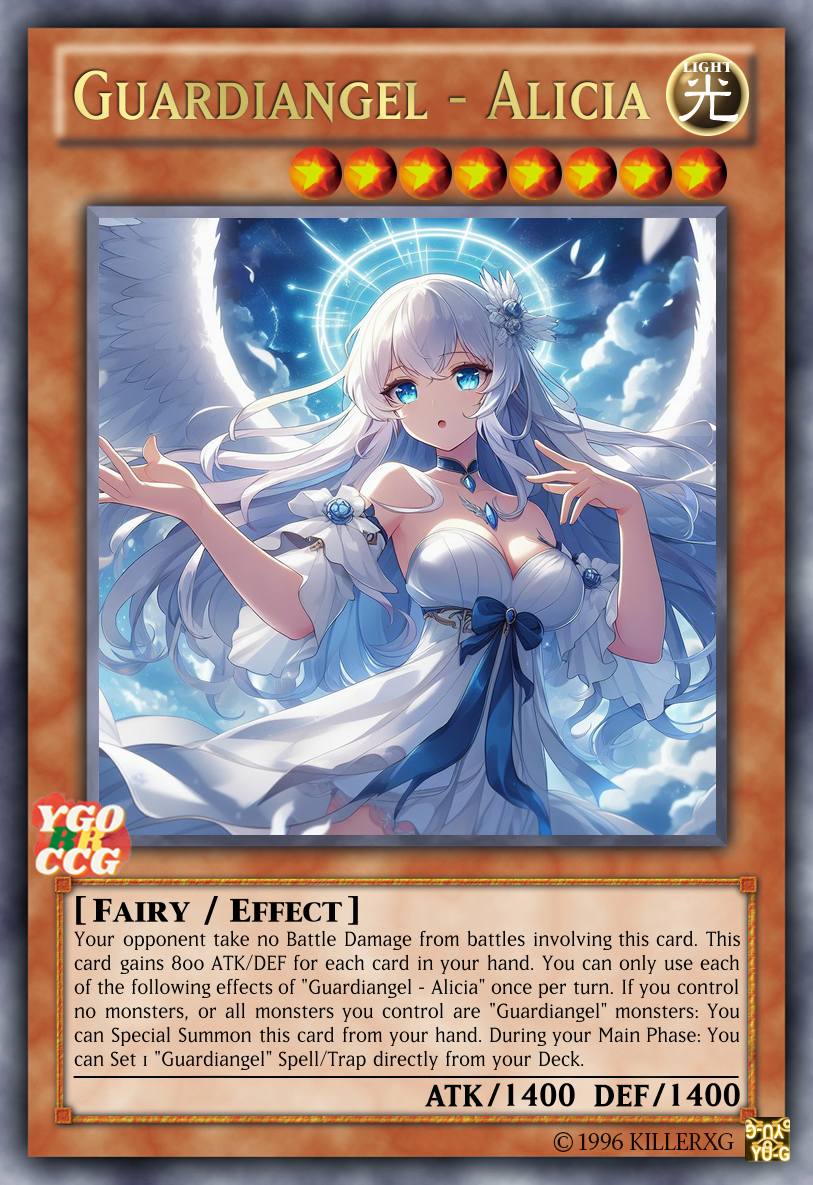 GUARDIANGEL - ALICIA
LIGHT
光
YGO
BR
CCG
[ FAIRY / EFFECT ]
Your opponent take no Battle Damage from battles involving this card. This
card gains 800 ATK/DEF for each card in your hand. You can only use each
of the following effects of "Guardiangel - Alicia" once per turn. If you control
no monsters, or all monsters you control are "Guardiangel" monsters: You
can Special Summon this card from your hand. During your Main Phase: You
can Set 1 "Guardiangel" Spell/Trap directly from your Deck.
ATK/1400 DEF/1400
© 1996 KILLERXG